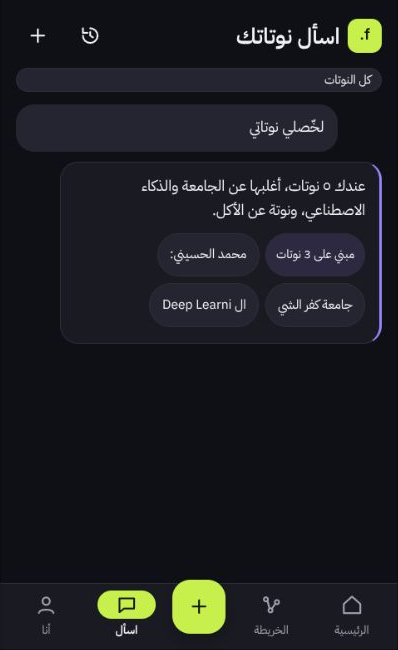 f.
اسأل نوتاتك
كل النوتات
لخّصلي نوتاتي
عندك ٥ نوتات، أغلبها عن الجامعة والذكاء
الاصطناعي، ونوتة عن الأكل.
مبني على 3 نوتات
محمد الحسيني:
جامعة كفر الشي
ال Deep Learni
الرئيسية
الخريطة
+
اسأل
أنا